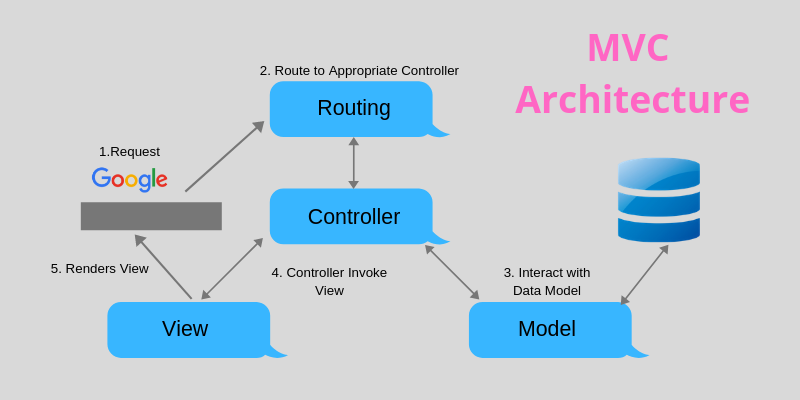 MVC
Architecture
2. Route to Appropriate Controller
Routing
1.Request
Google
Controller
5. Renders View
4. Controller Invoke
View
3. Interact with
Data Model
View
Model